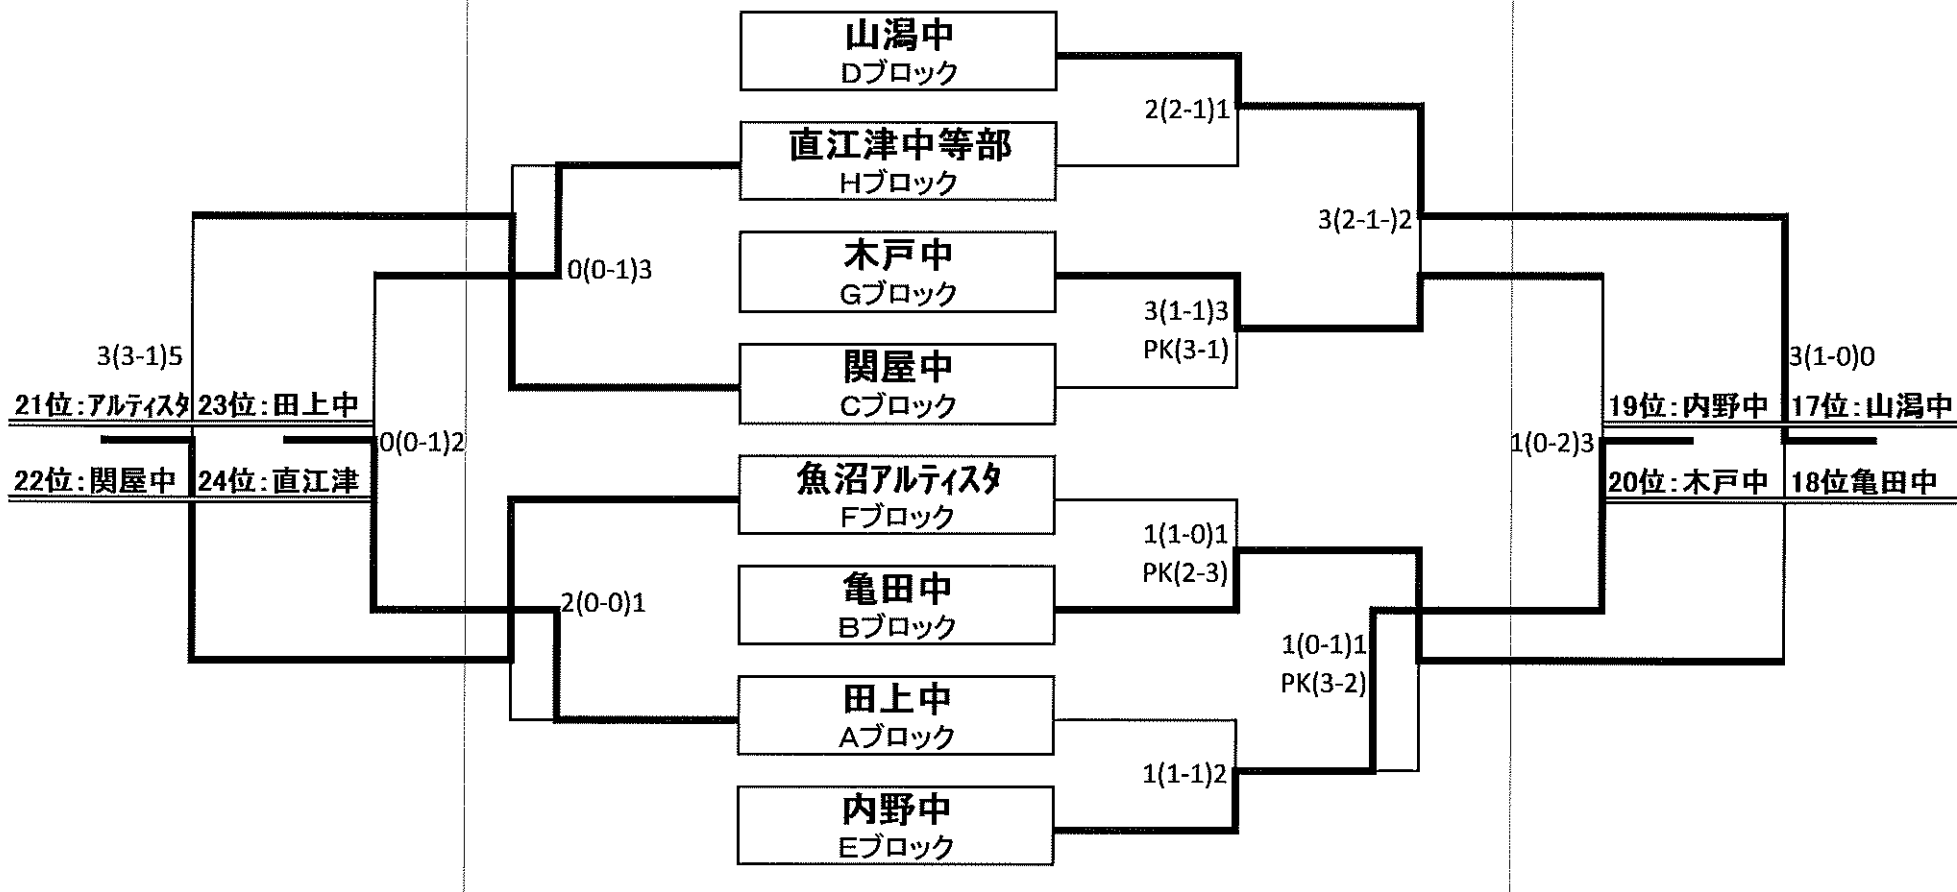 山潟中
Dブロック
2(2-1)1
直江津中等部
Hブロック
3(2-1-)2
木戸中
Gブロック
0(0-1)3
3(1-1)3
PK(3-1)
関屋中
Cブロック
3(3-1)5
3(1-0)0
21位:アルティスタ
23位:田上中
19位:内野中
17位:山潟中
0(0-1)2
1(0-2)3
22位:関屋中
24位:直江津
20位:木戸中
18位亀田中
魚沼アルティスタ
Fブロック
1(1-0)1
PK(2-3)
亀田中
Bブロック
2(0-0)1
1(0-1)1
PK(3-2)
田上中
Aブロック
1(1-1)2
内野中
Eブロック